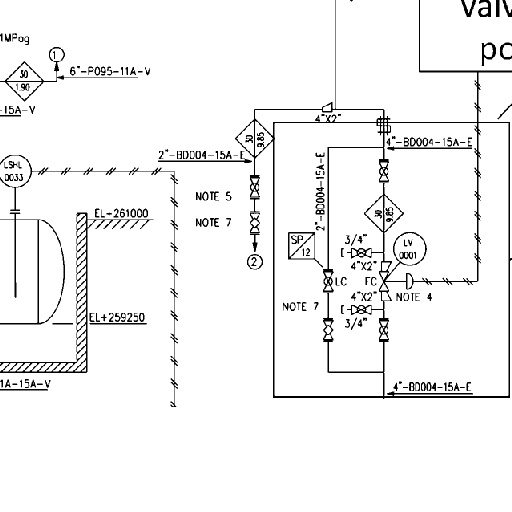 valv
po
1MPag
1
30
1.90
6"-P095-11A-V
-15A-V
LSHL
0033
EL+261000
EL+259250
1A-15A-V
4"X2"
30
9.85
2"-BD004-15A-E
NOTE 5
NOTE 7
2
4"-BD004-15A-E
2"-BD004-15A-E
30
9.85
SP
12
3/4"
LV
0001
4"X2"
LC
FC
4"X2"
NOTE 4
NOTE 7
3/4"
4"-BD004-15A-E